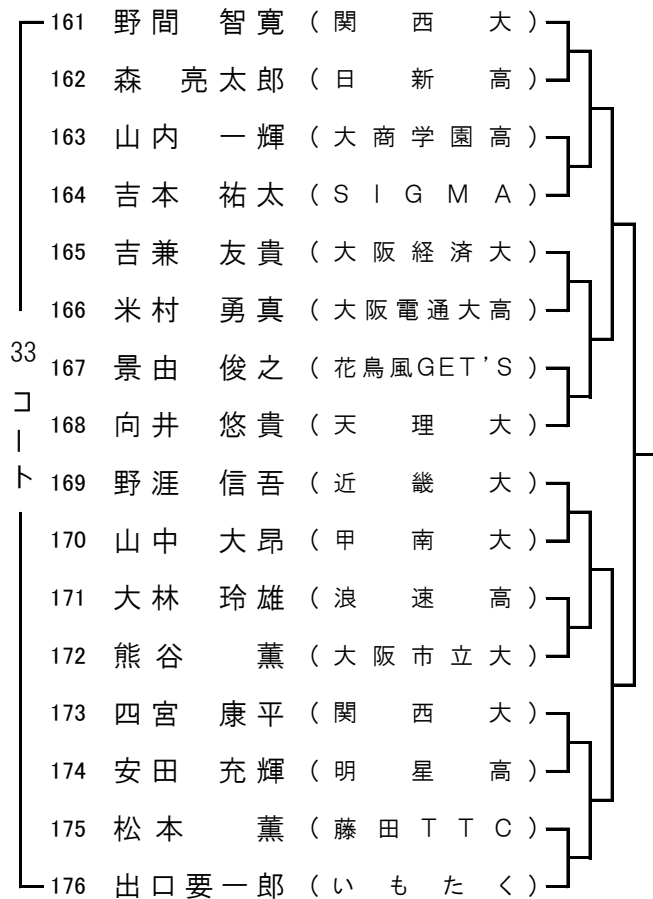 161 野間 智寛 (関西大)
162 森 亮太郎 (日新高)
163 山内 一輝 (大商学園高)
164 吉本 祐太 (SIGMA)
165 吉兼 友貴 (大阪経済大)
166 米村 勇真 (大阪電通大高)
33コート
167 景由 俊之 (花鳥風GET'S)
168 向井 悠貴 (天理大)
169 野涯 信吾 (近畿大)
170 山中 大昂 (甲南大)
171 大林 玲雄 (浪速高)
172 熊谷 薫 (大阪市立大)
173 四宮 康平 (関西大)
174 安田 充輝 (明星高)
175 松本 薫 (藤田TTC)
176 出口要一郎 (いもたく)